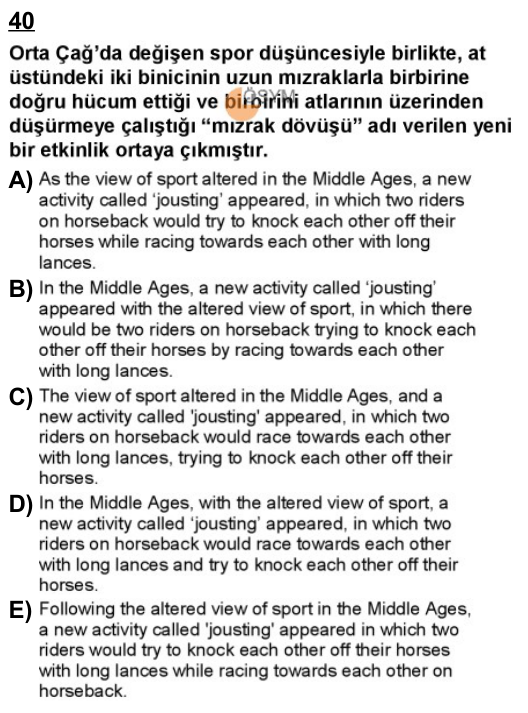 40
Orta Çağ’da değişen spor düşüncesiyle birlikte, at
üstündeki iki binicinin uzun mızraklarla birbirine
doğru hücum ettiği ve birbirini atlarının üzerinden
düşürmeye çalıştığı “mızrak dövüşü” adı verilen yeni
bir etkinlik ortaya çıkmıştır.
A) As the view of sport altered in the Middle Ages, a new
activity called ‘jousting’ appeared, in which two riders
on horseback would try to knock each other off their
horses while racing towards each other with long
lances.
B) In the Middle Ages, a new activity called ‘jousting’
appeared with the altered view of sport, in which there
would be two riders on horseback trying to knock each
other off their horses by racing towards each other
with long lances.
C) The view of sport altered in the Middle Ages, and a
new activity called 'jousting' appeared, in which two
riders on horseback would race towards each other
with long lances, trying to knock each other off their
horses.
D) In the Middle Ages, with the altered view of sport, a
new activity called ‘jousting’ appeared, in which two
riders on horseback would race towards each other
with long lances and try to knock each other off their
horses.
E) Following the altered view of sport in the Middle Ages,
a new activity called 'jousting' appeared in which two
riders would try to knock each other off their horses
with long lances while racing towards each other on
horseback.
ÖSYM